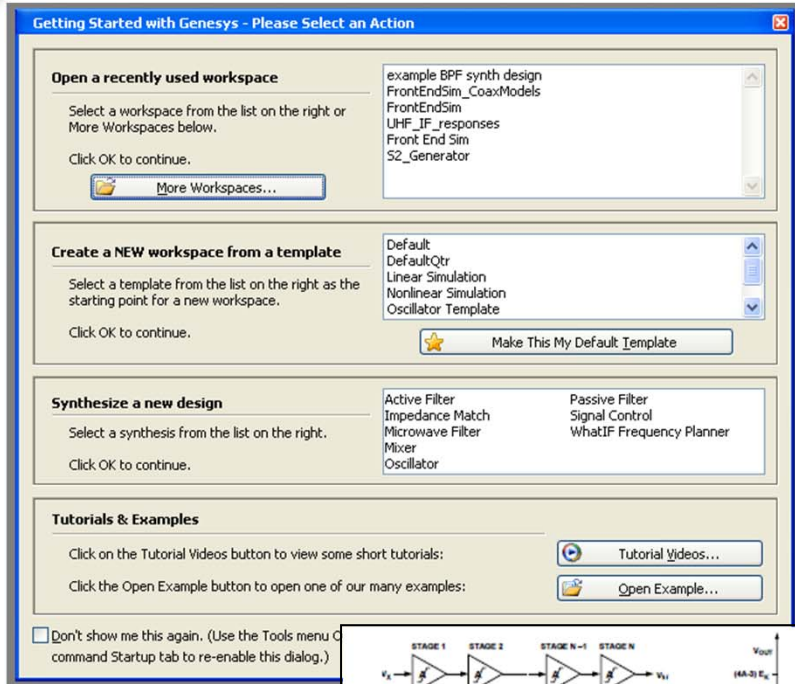 Getting Started with Genesys - Please Select an Action
Open a recently used workspace
Select a workspace from the list on the right or
More Workspaces below.
Click OK to continue.
More Workspaces...
example BPF synth design
FrontEndSim_CoaxModels
FrontEndSim
UHF_IF_responses
Front End Sim
S2_Generator
Create a NEW workspace from a template
Select a template from the list on the right as the
starting point for a new workspace.
Click OK to continue.
Default
DefaultQtr
Linear Simulation
Nonlinear Simulation
Oscillator Template
Make This My Default Template
Synthesize a new design
Select a synthesis from the list on the right.
Click OK to continue.
Active Filter
Impedance Match
Microwave Filter
Mixer
Oscillator
Passive Filter
Signal Control
WhatIF Frequency Planner
Tutorials & Examples
Click on the Tutorial Videos button to view some short tutorials:
Tutorial Videos...
Click the Open Example button to open one of our many examples:
Open Example...
Don't show me this again. (Use the Tools menu O
command Startup tab to re-enable this dialog.)
STAGE 1 STAGE 2 STAGE N–1 STAGE N
VOUT
VX
(4A-3) EK